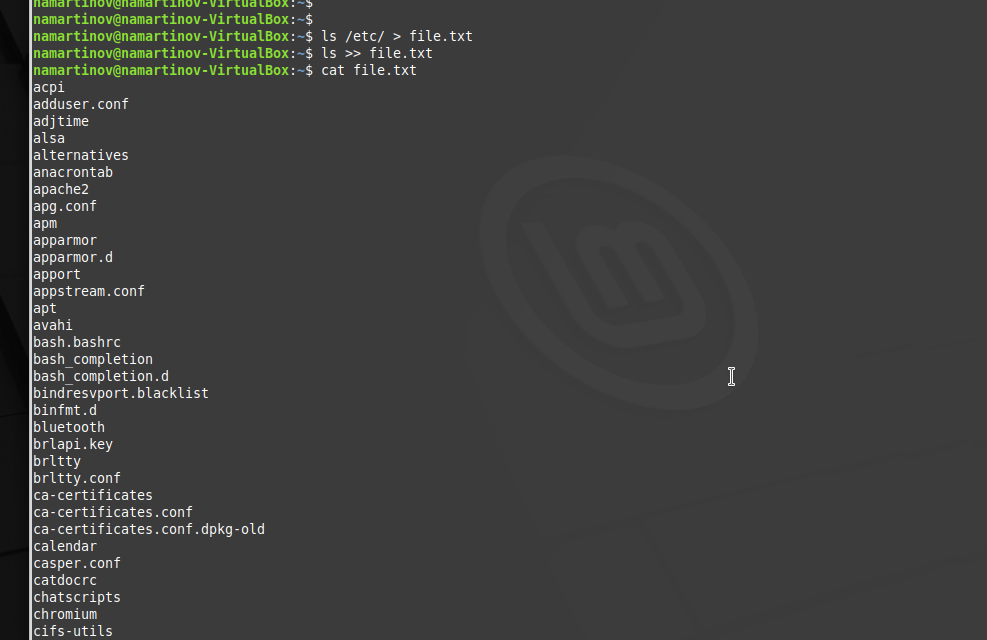 namartinov@namartinov-VirtualBox:~$
namartinov@namartinov-VirtualBox:~$
namartinov@namartinov-VirtualBox:~$ ls /etc/ > file.txt
namartinov@namartinov-VirtualBox:~$ ls >> file.txt
namartinov@namartinov-VirtualBox:~$ cat file.txt
acpi
adduser.conf
adjtime
alsa
alternatives
anacrontab
apache2
apg.conf
apm
apparmor
apparmor.d
apport
appstream.conf
apt
avahi
bash.bashrc
bash_completion
bash_completion.d
bindresvport.blacklist
binfmt.d
bluetooth
brlapi.key
brltty
brltty.conf
ca-certificates
ca-certificates.conf
ca-certificates.conf.dpkg-old
calendar
casper.conf
catdocrc
chatscripts
chromium
cifs-utils